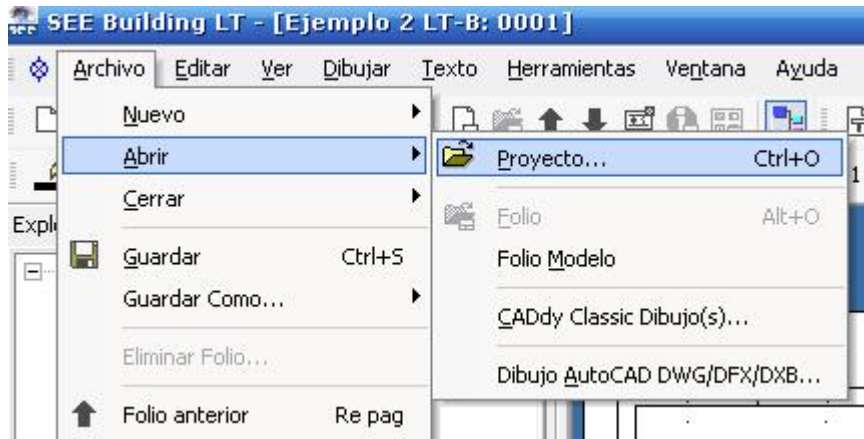 SEE Building LT - [Ejemplo 2 LT-B: 0001]
Archivo Editar Ver Dibujar Texto Herramientas Ventana Ayuda
Nuevo
Abrir
Cerrar
Guardar Ctrl+S
Guardar Como...
Eliminar Folio...
Folio anterior Re pag
Proyecto... Ctrl+O
Folio Alt+O
Folio Modelo
CADdy Classic Dibujo(s)...
Dibujo AutoCAD DWG/DFX/DXB...
Expl
1